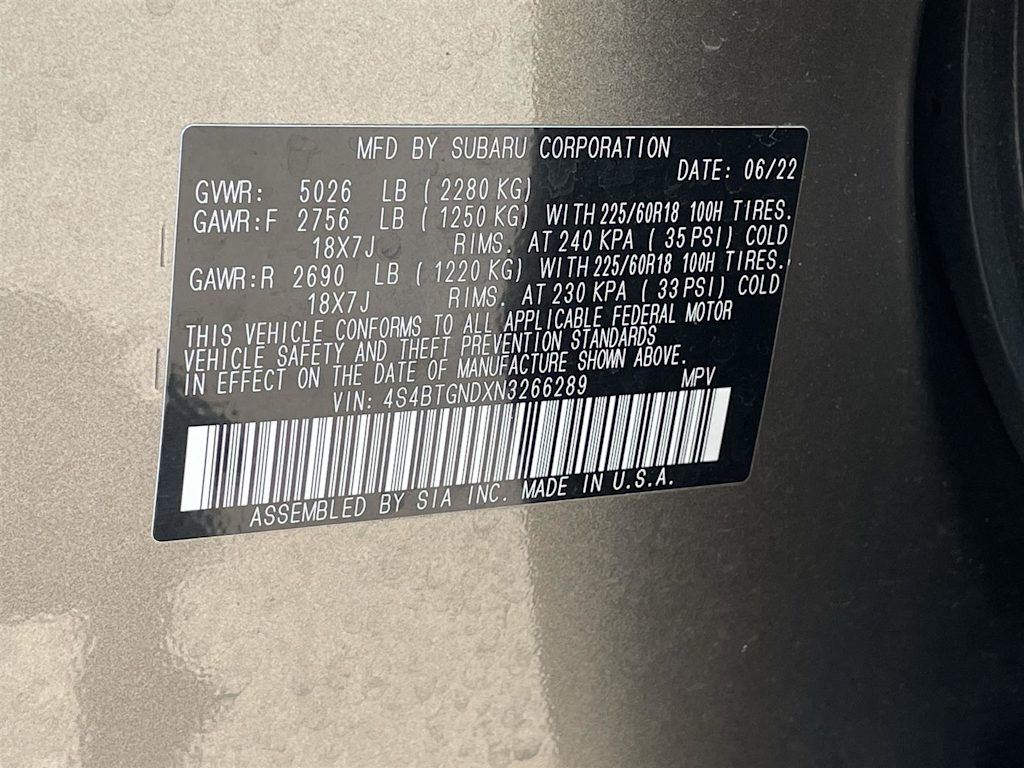 MFD BY SUBARU CORPORATION
DATE: 06/22
GVWR: 5026 LB ( 2280 KG)
GAWR:F 2756 LB ( 1250 KG) WITH 225/60R18 100H TIRES.
18X7J RIMS. AT 240 KPA ( 35 PSI) COLD
GAWR:R 2690 LB ( 1220 KG) WITH 225/60R18 100H TIRES.
18X7J RIMS. AT 230 KPA ( 33 PSI) COLD
THIS VEHICLE CONFORMS TO ALL APPLICABLE FEDERAL MOTOR
VEHICLE SAFETY AND THEFT PREVENTION STANDARDS
IN EFFECT ON THE DATE OF MANUFACTURE SHOWN ABOVE.
VIN: 4S4BTGNDXN3266289 MPV
ASSEMBLED BY SIA INC. MADE IN U.S.A.